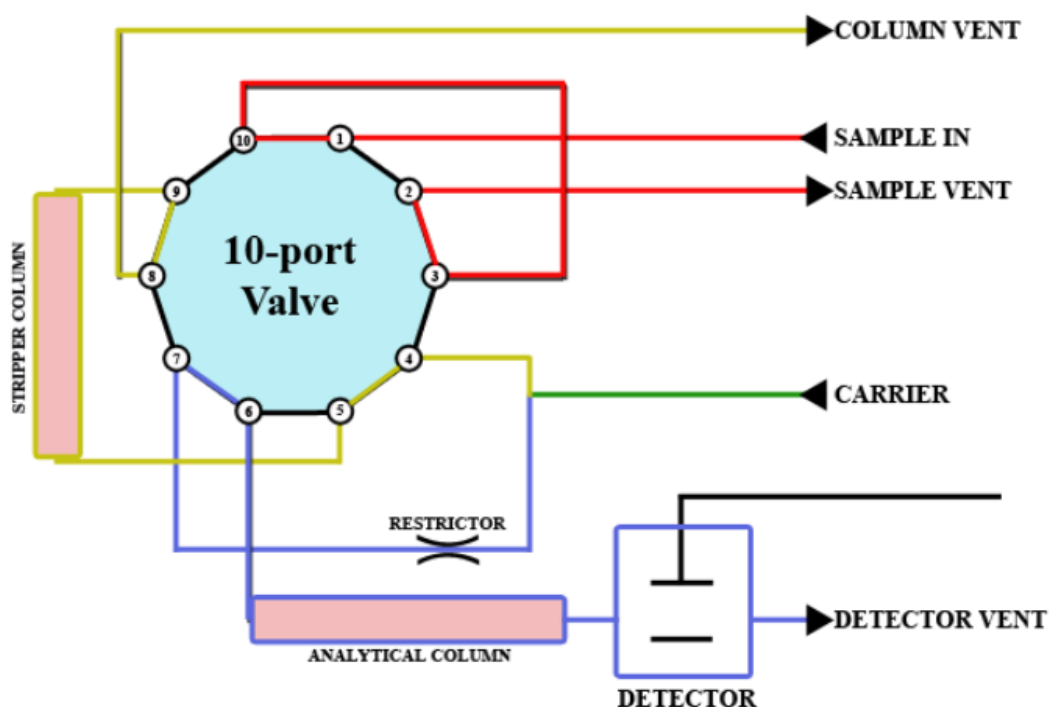 COLUMN VENT
10
1
SAMPLE IN
9
2
SAMPLE VENT
STRIPPER COLUMN
10-port
Valve
8
3
7
4
CARRIER
6
5
RESTRICTOR
DETECTOR VENT
ANALYTICAL COLUMN
DETECTOR